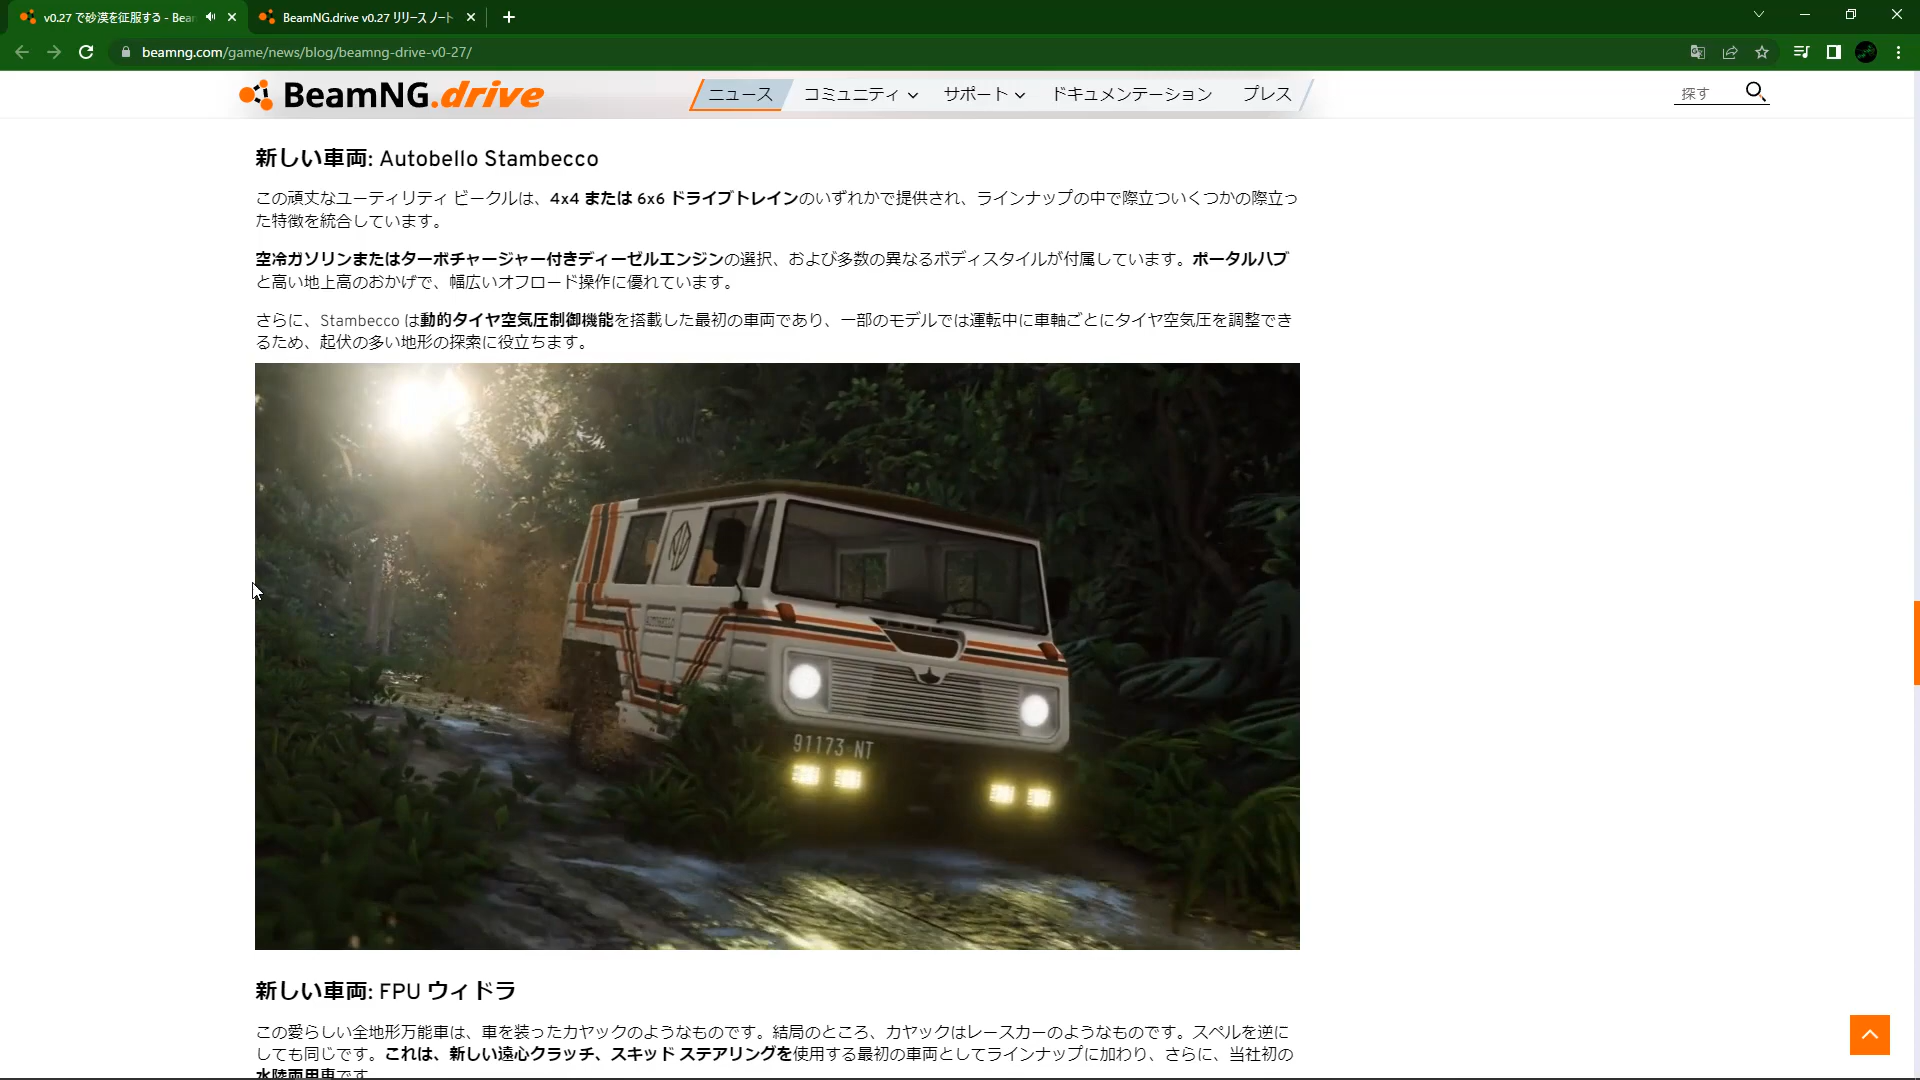 v0.27 で砂漠を征服する - Bea
BeamNG.drive v0.27 リリース ノート
beamng.com/game/news/blog/beamng-drive-v0-27/
BeamNG.drive
ニュース
コミュニティ
サポート
ドキュメンテーション
プレス
探す
新しい車両: Autobello Stambecco
この頑丈なユーティリティ ビークルは、4x4 または 6x6 ドライブトレインのいずれかで提供され、ラインナップの中で際立ついくつかの際立っ
た特徴を統合しています。
空冷ガソリンまたはターボチャージャー付きディーゼルエンジンの選択、および多数の異なるボディスタイルが付属しています。ポータルハブ
と高い地上高のおかげで、幅広いオフロード操作に優れています。
さらに、Stambecco は動的タイヤ空気圧制御機能を搭載した最初の車両であり、一部のモデルでは運転中に車軸ごとにタイヤ空気圧を調整でき
るため、起伏の多い地形の探索に役立ちます。
91173 NT
新しい車両: FPU ウィドラ
この愛らしい全地形万能車は、車を装ったカヤックのようなものです。結局のところ、カヤックはレースカーのようなものです。スペルを逆に
しても同じです。これは、新しい遠心クラッチ、スキッド ステアリングを使用する最初の車両としてラインナップに加わり、さらに、当社初の
水陸両用車です。